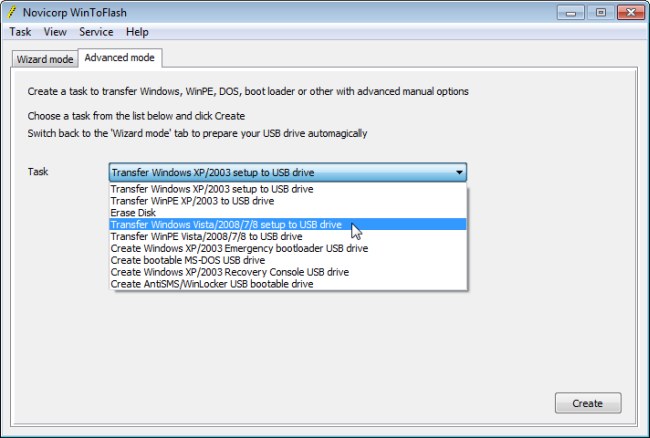 Novicorp WinToFlash
Task View Service Help
Wizard mode Advanced mode
Create a task to transfer Windows, WinPE, DOS, boot loader or other with advanced manual options
Choose a task from the list below and click Create
Switch back to the 'Wizard mode' tab to prepare your USB drive automagically
Task Transfer Windows XP/2003 setup to USB drive
Transfer Windows XP/2003 setup to USB drive
Transfer WinPE XP/2003 to USB drive
Erase Disk
Transfer Windows Vista/2008/7/8 setup to USB drive
Transfer WinPE Vista/2008/7/8 to USB drive
Create Windows XP/2003 Emergency bootloader USB drive
Create bootable MS-DOS USB drive
Create Windows XP/2003 Recovery Console USB drive
Create AntiSMS/WinLocker USB bootable drive
Create